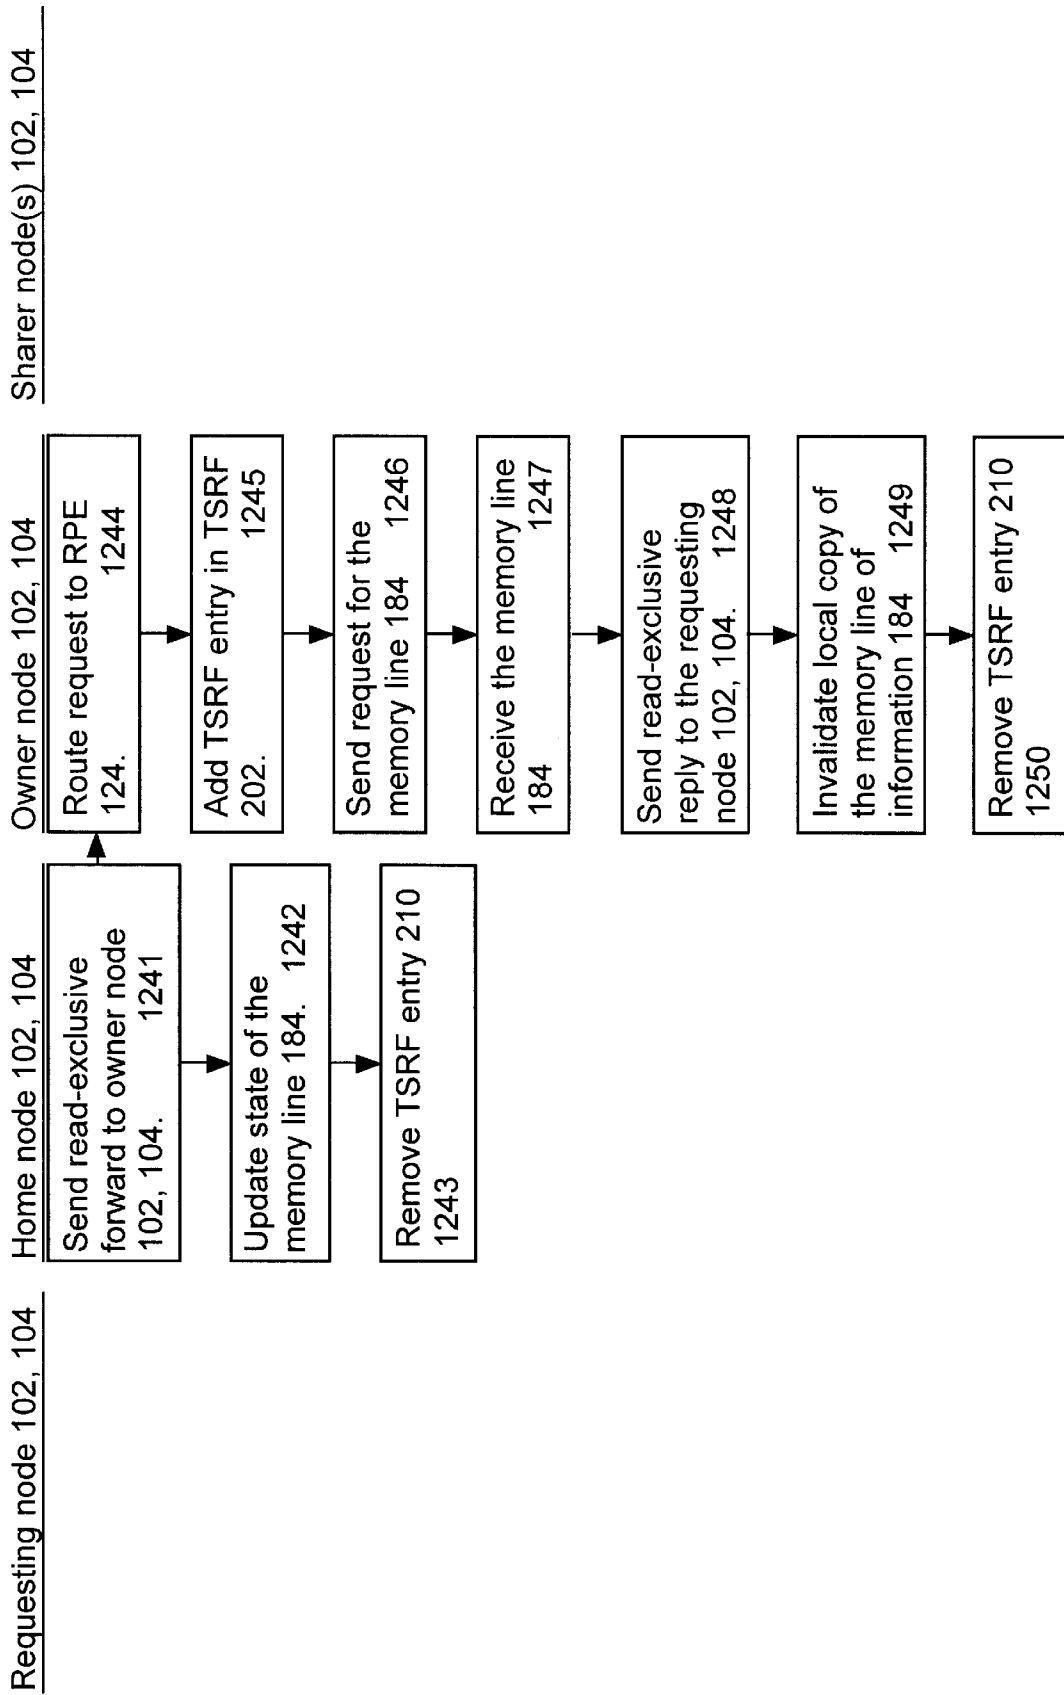 Requesting node 102, 104
Home node 102, 104
Send read-exclusive
forward to owner node
102, 104. 1241
Update state of the
memory line 184. 1242
Remove TSRF entry 210
1243
Owner node 102, 104
Route request to RPE
124. 1244
Add TSRF entry in TSRF
202. 1245
Send request for the
memory line 184 1246
Receive the memory line
184 1247
Send read-exclusive
reply to the requesting
node 102, 104. 1248
Invalidate local copy of
the memory line of
information 184 1249
Remove TSRF entry 210
1250
Sharer node(s) 102, 104